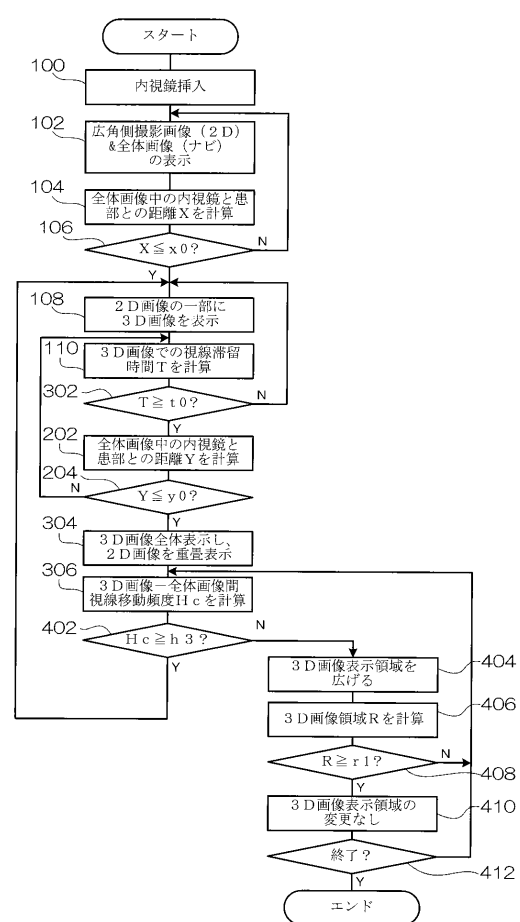 スタート
100
内視鏡挿入
102
広角側撮影画像（２Ｄ）
＆全体画像（ナビ）
の表示
104
全体画像中の内視鏡と患
部との距離Ｘを計算
106
Ｘ≦ｘ０？
N
Y
108
２Ｄ画像の一部に
３Ｄ画像を表示
110
３Ｄ画像での視線滞留
時間Ｔを計算
302
Ｔ≧ｔ０？
N
Y
202
全体画像中の内視鏡と
患部との距離Ｙを計算
204
Ｙ≦ｙ０？
N
Y
304
３Ｄ画像全体表示し、
２Ｄ画像を重畳表示
306
３Ｄ画像－全体画像間
視線移動頻度Ｈｃを計算
402
Ｈｃ≧ｈ３？
N
Y
３Ｄ画像表示領域を
広げる
404
３Ｄ画像領域Ｒを計算
406
Ｒ≧ｒ１？
N
408
Y
３Ｄ画像表示領域の
変更なし
410
終了？
412
Y
エンド